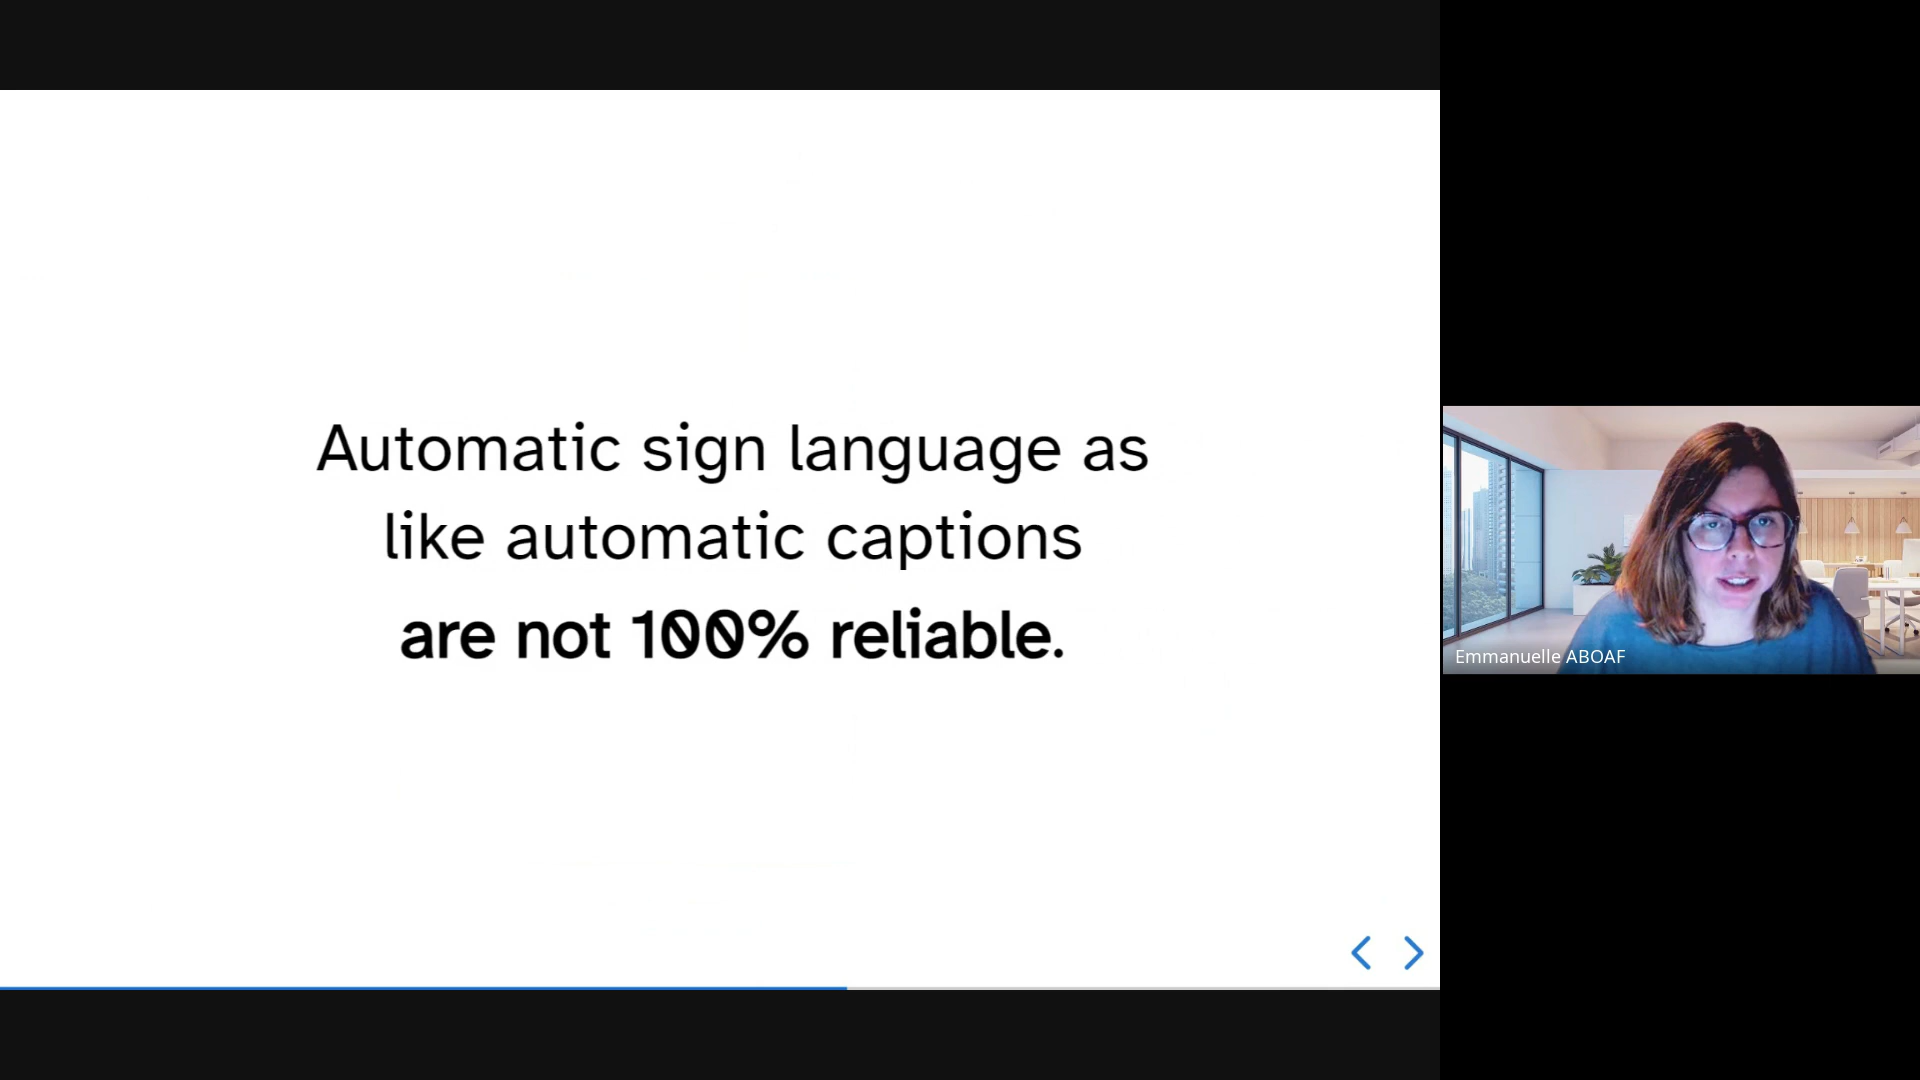 Automatic sign language as
like automatic captions
are not 100% reliable.
Emmanuelle ABOAF